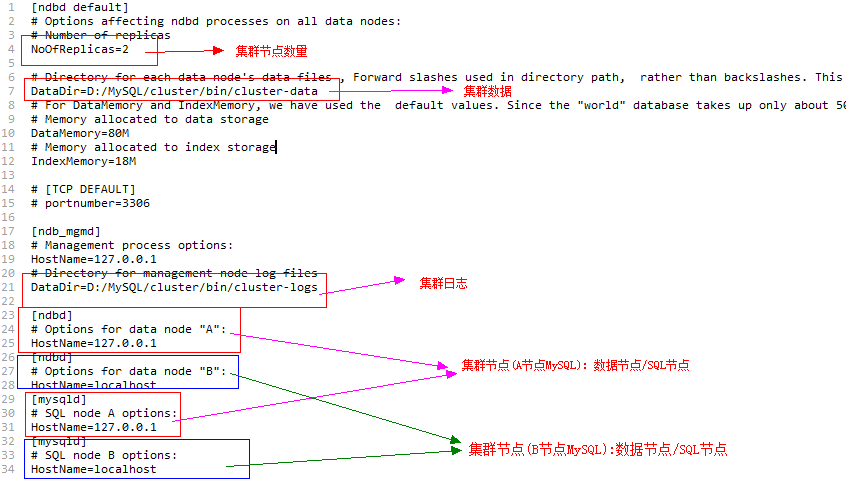 1 [ndbd default]
2 # Options affecting ndbd processes on all data nodes:
3 # Number of replicas
4 NoOfReplicas=2 集群节点数量
5
6 # Directory for each data node's data files , Forward slashes used in directory path, rather than backslashes. This
7 DataDir=D:/MySQL/cluster/bin/cluster-data 集群数据
8 # For DataMemory and IndexMemory, we have used the default values. Since the "world" database takes up only about 50
9 # Memory allocated to data storage
10 DataMemory=80M
11 # Memory allocated to index storage
12 IndexMemory=18M
13
14 # [TCP DEFAULT]
15 # portnumber=3306
16
17 [ndb_mgmd]
18 # Management process options:
19 HostName=127.0.0.1
20 # Directory for management node log files
21 DataDir=D:/MySQL/cluster/bin/cluster-logs 集群日志
22
23 [ndbd]
24 # Options for data node "A":
25 HostName=127.0.0.1
26 [ndbd]
27 # Options for data node "B":
集群节点(A节点MySQL): 数据节点/SQL节点
28 HostName=localhost
29 [mysqld]
30 # SQL node A options:
31 HostName=127.0.0.1
32 [mysqld]
33 # SQL node B options:
集群节点(B节点MySQL):数据节点/SQL节点
34 HostName=localhost